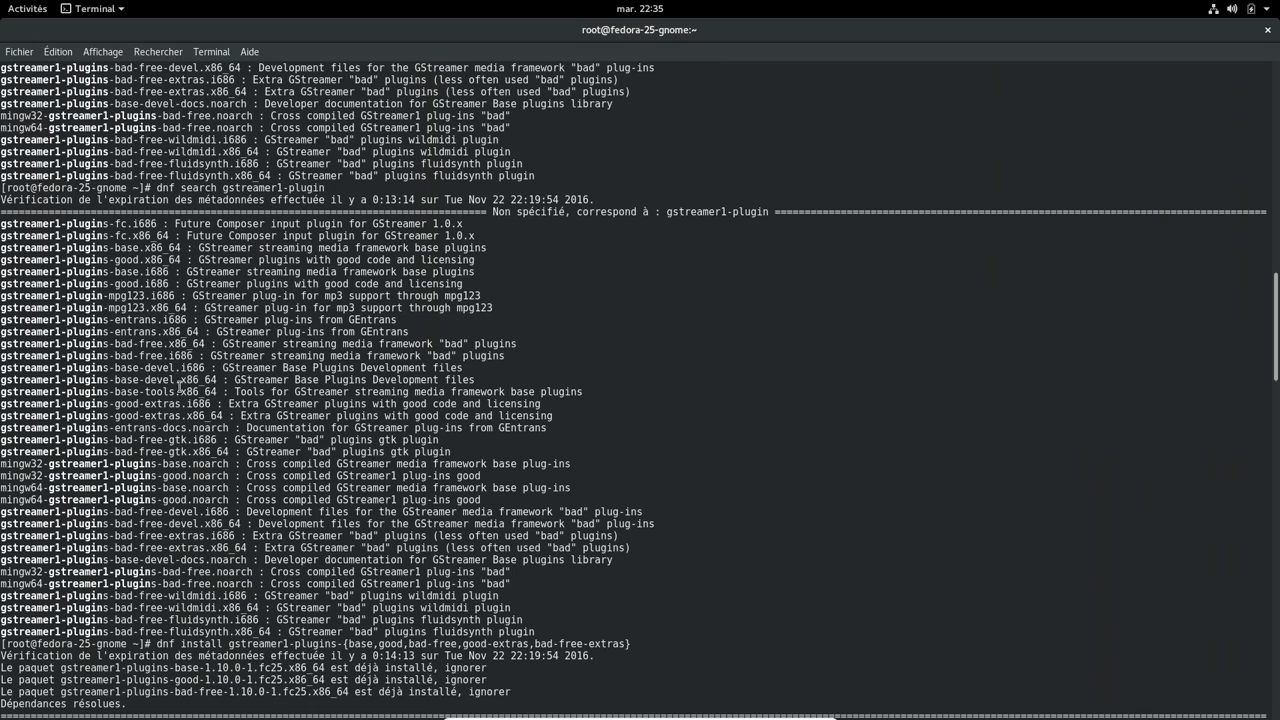 Activités Terminal mar. 22:35
root@fedora-25-gnome:~
Fichier Édition Affichage Rechercher Terminal Aide
gstreamer1-plugins-bad-free-devel.x86_64 : Development files for the GStreamer media framework "bad" plug-ins
gstreamer1-plugins-bad-free-extras.i686 : Extra GStreamer "bad" plugins (less often used "bad" plugins)
gstreamer1-plugins-bad-free-extras.x86_64 : Extra GStreamer "bad" plugins (less often used "bad" plugins)
gstreamer1-plugins-base-devel-docs.noarch : Developer documentation for GStreamer Base plugins library
mingw32-gstreamer1-plugins-bad-free.noarch : Cross compiled GStreamer1 plug-ins "bad"
mingw64-gstreamer1-plugins-bad-free.noarch : Cross compiled GStreamer1 plug-ins "bad"
gstreamer1-plugins-bad-free-wildmidi.i686 : GStreamer "bad" plugins wildmidi plugin
gstreamer1-plugins-bad-free-wildmidi.x86_64 : GStreamer "bad" plugins wildmidi plugin
gstreamer1-plugins-bad-free-fluidsynth.i686 : GStreamer "bad" plugins fluidsynth plugin
gstreamer1-plugins-bad-free-fluidsynth.x86_64 : GStreamer "bad" plugins fluidsynth plugin
[root@fedora-25-gnome ~]# dnf search gstreamer1-plugin
Vérification de l'expiration des métadonnées effectuée il y a 0:13:14 sur Tue Nov 22 22:19:54 2016.
================================================================================= Non spécifié, correspond à : gstreamer1-plugin ==================================================================================
gstreamer1-plugins-fc.i686 : Future Composer input plugin for GStreamer 1.0.x
gstreamer1-plugins-fc.x86_64 : Future Composer input plugin for GStreamer 1.0.x
gstreamer1-plugins-base.x86_64 : GStreamer streaming media framework base plugins
gstreamer1-plugins-good.x86_64 : GStreamer plugins with good code and licensing
gstreamer1-plugins-base.i686 : GStreamer streaming media framework base plugins
gstreamer1-plugins-good.i686 : GStreamer plugins with good code and licensing
gstreamer1-plugin-mpg123.i686 : GStreamer plug-in for mp3 support through mpg123
gstreamer1-plugin-mpg123.x86_64 : GStreamer plug-in for mp3 support through mpg123
gstreamer1-plugins-entrans.i686 : GStreamer plug-ins from GEntrans
gstreamer1-plugins-entrans.x86_64 : GStreamer plug-ins from GEntrans
gstreamer1-plugins-bad-free.x86_64 : GStreamer streaming media framework "bad" plugins
gstreamer1-plugins-bad-free.i686 : GStreamer streaming media framework "bad" plugins
gstreamer1-plugins-base-devel.i686 : GStreamer Base Plugins Development files
gstreamer1-plugins-base-devel.x86_64 : GStreamer Base Plugins Development files
gstreamer1-plugins-base-tools.x86_64 : Tools for GStreamer streaming media framework base plugins
gstreamer1-plugins-good-extras.i686 : Extra GStreamer plugins with good code and licensing
gstreamer1-plugins-good-extras.x86_64 : Extra GStreamer plugins with good code and licensing
gstreamer1-plugins-entrans-docs.noarch : Documentation for GStreamer plug-ins from GEntrans
gstreamer1-plugins-bad-free-gtk.i686 : GStreamer "bad" plugins gtk plugin
gstreamer1-plugins-bad-free-gtk.x86_64 : GStreamer "bad" plugins gtk plugin
mingw32-gstreamer1-plugins-base.noarch : Cross compiled GStreamer media framework base plug-ins
mingw32-gstreamer1-plugins-good.noarch : Cross compiled GStreamer1 plug-ins good
mingw64-gstreamer1-plugins-base.noarch : Cross compiled GStreamer media framework base plug-ins
mingw64-gstreamer1-plugins-good.noarch : Cross compiled GStreamer1 plug-ins good
gstreamer1-plugins-bad-free-devel.i686 : Development files for the GStreamer media framework "bad" plug-ins
gstreamer1-plugins-bad-free-devel.x86_64 : Development files for the GStreamer media framework "bad" plug-ins
gstreamer1-plugins-bad-free-extras.i686 : Extra GStreamer "bad" plugins (less often used "bad" plugins)
gstreamer1-plugins-bad-free-extras.x86_64 : Extra GStreamer "bad" plugins (less often used "bad" plugins)
gstreamer1-plugins-base-devel-docs.noarch : Developer documentation for GStreamer Base plugins library
mingw32-gstreamer1-plugins-bad-free.noarch : Cross compiled GStreamer1 plug-ins "bad"
mingw64-gstreamer1-plugins-bad-free.noarch : Cross compiled GStreamer1 plug-ins "bad"
gstreamer1-plugins-bad-free-wildmidi.i686 : GStreamer "bad" plugins wildmidi plugin
gstreamer1-plugins-bad-free-wildmidi.x86_64 : GStreamer "bad" plugins wildmidi plugin
gstreamer1-plugins-bad-free-fluidsynth.i686 : GStreamer "bad" plugins fluidsynth plugin
gstreamer1-plugins-bad-free-fluidsynth.x86_64 : GStreamer "bad" plugins fluidsynth plugin
[root@fedora-25-gnome ~]# dnf install gstreamer1-plugins-{base,good,bad-free,good-extras,bad-free-extras}
Vérification de l'expiration des métadonnées effectuée il y a 0:14:13 sur Tue Nov 22 22:19:54 2016.
Le paquet gstreamer1-plugins-base-1.10.0-1.fc25.x86_64 est déjà installé, ignorer
Le paquet gstreamer1-plugins-good-1.10.0-1.fc25.x86_64 est déjà installé, ignorer
Le paquet gstreamer1-plugins-bad-free-1.10.0-1.fc25.x86_64 est déjà installé, ignorer
Dépendances résolues.